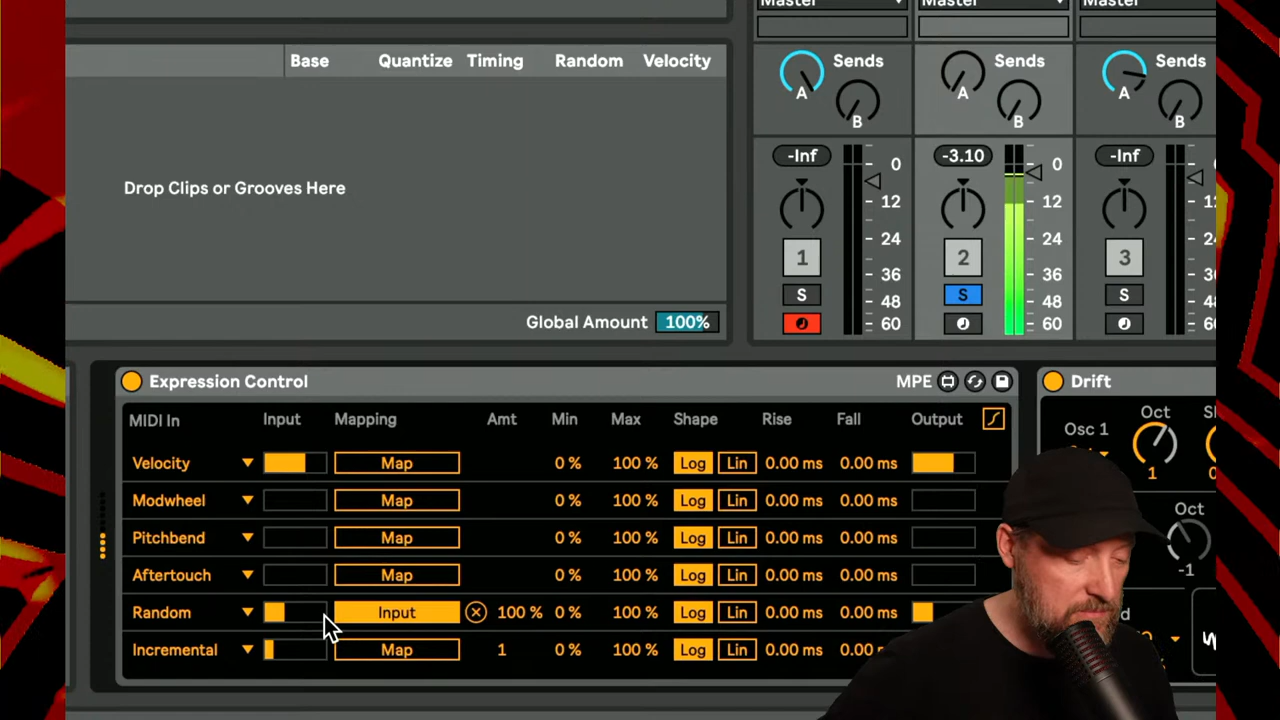 Master Master Master
Base Quantize Timing Random Velocity
Sends Sends Sends
A A A
B B B
Drop Clips or Grooves Here
-Inf -3.10 -Inf
0 0 0
12 12
24 24 24
36 36 36
48 48 48
60 60
1 2 3
S S S
Global Amount 100%
Expression Control MPE Drift
MIDI In Input Mapping Amt Min Max Shape Rise Fall Output
Velocity Map 0 % 100 % Log Lin 0.00 ms 0.00 ms
Modwheel Map 0 % 100 % Log Lin 0.00 ms 0.00 ms
Pitchbend Map 0 % 100 % Log Lin 0.00 ms 0.00 ms
Aftertouch Map 0 % 100 % Log Lin 0.00 ms 0.00 ms
Random Input 100 % 0 % 100 % Log Lin 0.00 ms 0.00 ms
Incremental Map 1 0 % 100 % Log Lin 0.00 ms
Oct
Osc 1
1
Oct
-1